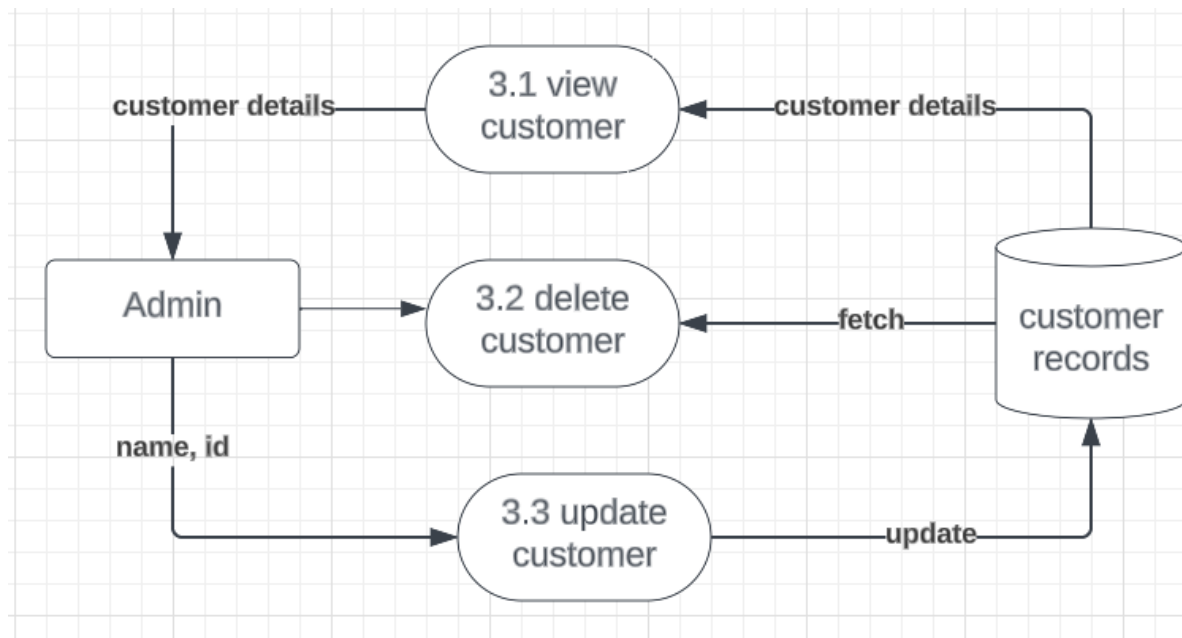 3.1 view
customer
customer details
customer details
Admin
3.2 delete
customer
fetch
customer
records
name, id
3.3 update
customer
update